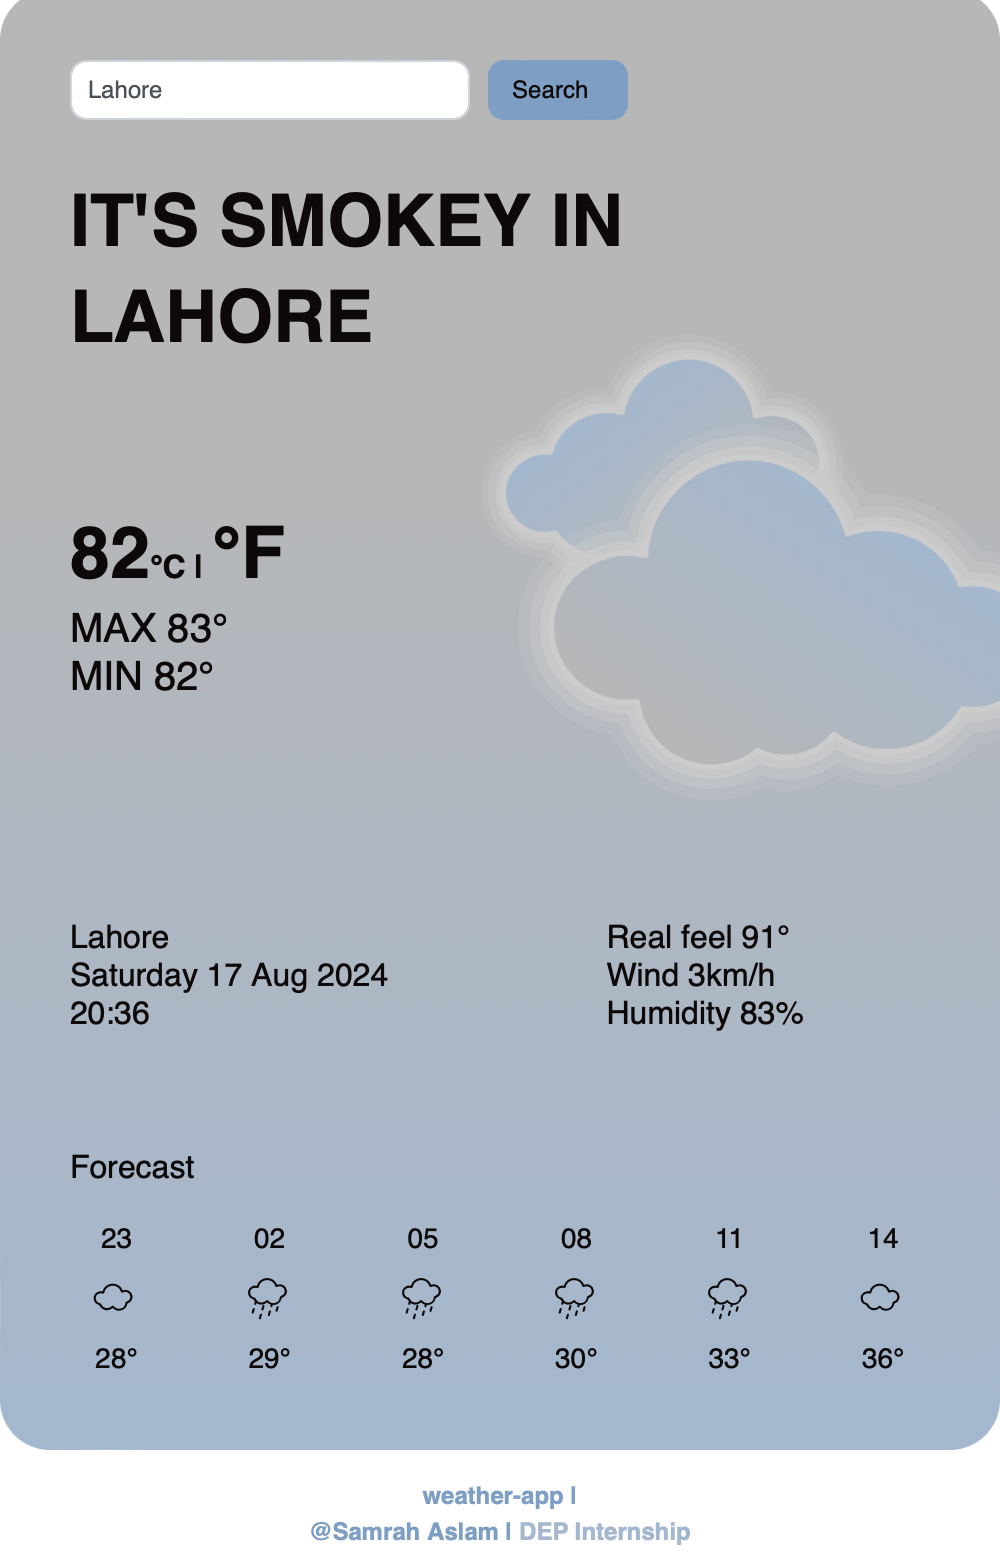 Lahore
Search
IT'S SMOKEY IN
LAHORE
82°C | °F
MAX 83°
MIN 82°
Lahore
Saturday 17 Aug 2024
20:36
Real feel 91°
Wind 3km/h
Humidity 83%
Forecast
23 02 05 08 11 14
28° 29° 28° 30° 33° 36°
weather-app |
@Samrah Aslam | DEP Internship